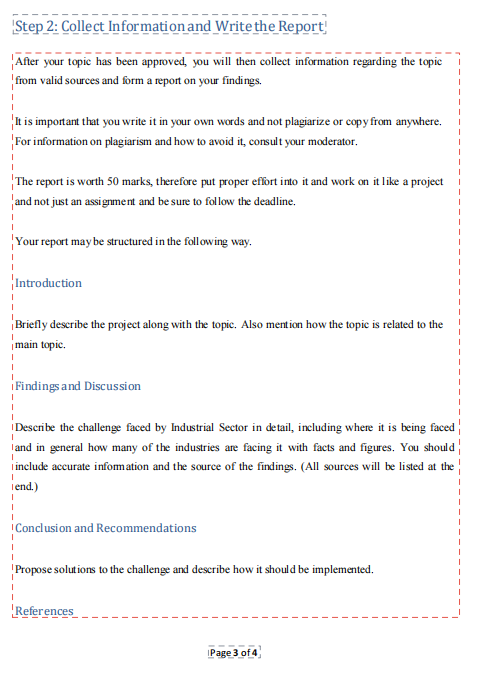 Step 2: Collect Information and Write the Report
After your topic has been approved, you will then collect information regarding the topic
from valid sources and form a report on your findings.
It is important that you write it in your own words and not plagiarize or copy from anywhere.
For information on plagiarism and how to avoid it, consult your moderator.
The report is worth 50 marks, therefore put proper effort into it and work on it like a project
and not just an assignment and be sure to follow the deadline.
Your report may be structured in the following way.
Introduction
Briefly describe the project along with the topic. Also mention how the topic is related to the
main topic.
Findings and Discussion
Describe the challenge faced by Industrial Sector in detail, including where it is being faced
and in general how many of the industries are facing it with facts and figures. You should
include accurate information and the source of the findings. (All sources will be listed at the
end.)
Conclusion and Recommendations
Propose solutions to the challenge and describe how it should be implemented.
References
Page 3 of 4